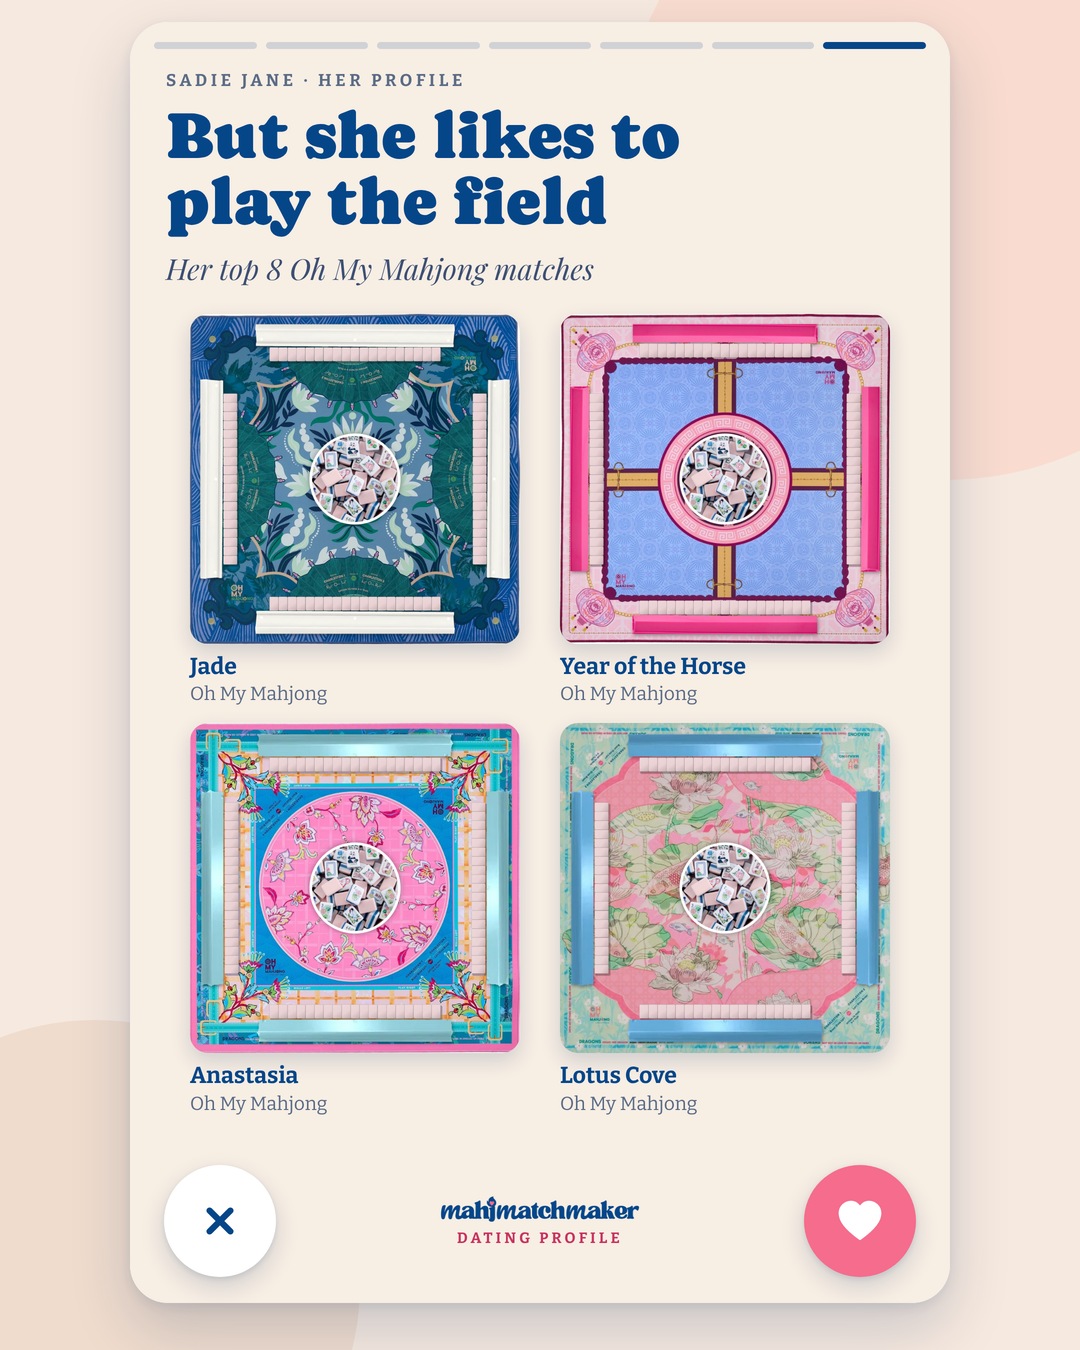 SADIE JANE · HER PROFILE
But she likes to
play the field
Her top 8 Oh My Mahjong matches
Jade
Oh My Mahjong
Year of the Horse
Oh My Mahjong
Anastasia
Oh My Mahjong
Lotus Cove
Oh My Mahjong
mahjmatchmaker
DATING PROFILE